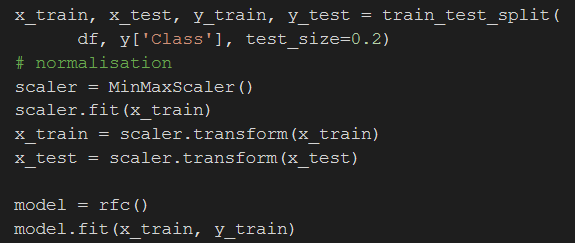 x_train, x_test, y_train, y_test = train_test_split(
df, y['Class'], test_size=0.2)
# normalisation
scaler = MinMaxScaler()
scaler.fit(x_train)
x_train = scaler.transform(x_train)
x_test = scaler.transform(x_test)
model = rfc()
model.fit(x_train, y_train)